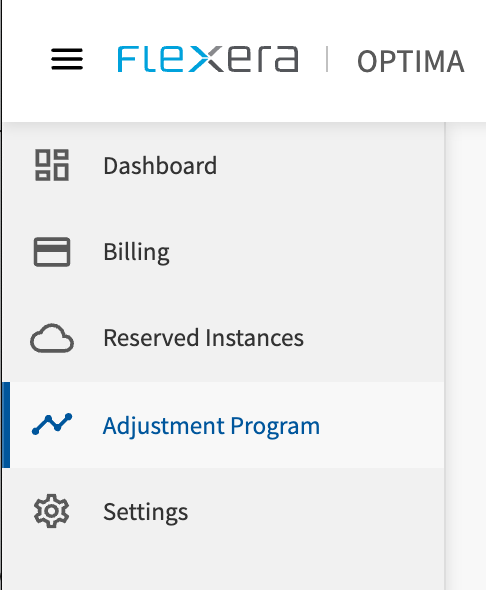 flexera | OPTIMA
Dashboard
Billing
Reserved Instances
Adjustment Program
Settings